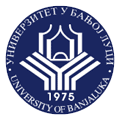 УНИВЕРЗИТЕТ У БАЊОЈ ЛУЦИ
1975
UNIVERSITY OF BANJALUKA